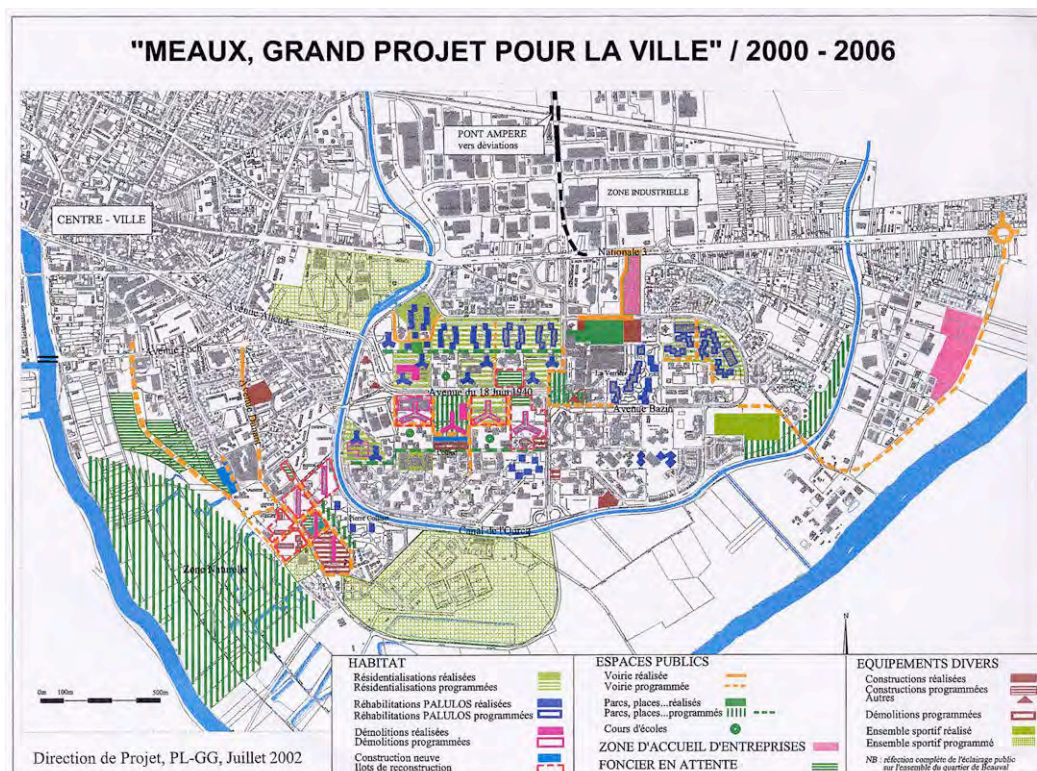 "MEAUX, GRAND PROJET POUR LA VILLE" / 2000 - 2006
PONT AMPERE
vers déviations
ZONE INDUSTRIELLE
CENTRE - VILLE
Nationale 3
Avenue Allende
Avenue Foch
Avenue du 18 Juin 1940
Avenue Bazin
La Pierre Collinet
Canal de l'Ourcq
Zone Naturelle
N
0m 100m 500m
HABITAT
Résidentialisations réalisées
Résidentialisations programmées
Réhabilitations PALULOS réalisées
Réhabilitations PALULOS programmées
Démolitions réalisées
Démolitions programmées
Construction neuve
Ilots de reconstruction
ESPACES PUBLICS
Voirie réalisée
Voirie programmée
Parcs, places...réalisés
Parcs, places...programmés
Cours d'écoles
ZONE D'ACCUEIL D'ENTREPRISES
FONCIER EN ATTENTE
EQUIPEMENTS DIVERS
Constructions réalisées
Constructions programmées
Autres
Démolitions programmées
Ensemble sportif réalisé
Ensemble sportif programmé
NB : réfection complète de l'éclairage public
sur l'ensemble du quartier de Beauval
Direction de Projet, PL-GG, Juillet 2002